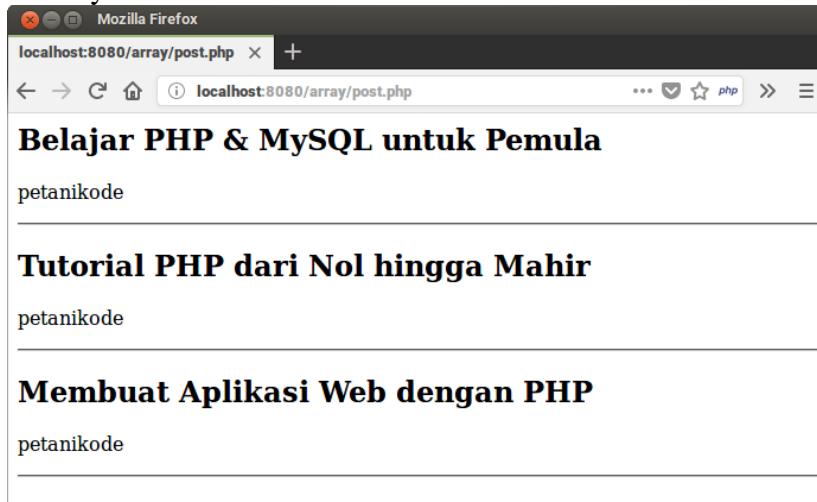 Mozilla Firefox
localhost:8080/array/post.php
localhost:8080/array/post.php
php
Belajar PHP & MySQL untuk Pemula
petanikode
Tutorial PHP dari Nol hingga Mahir
petanikode
Membuat Aplikasi Web dengan PHP
petanikode